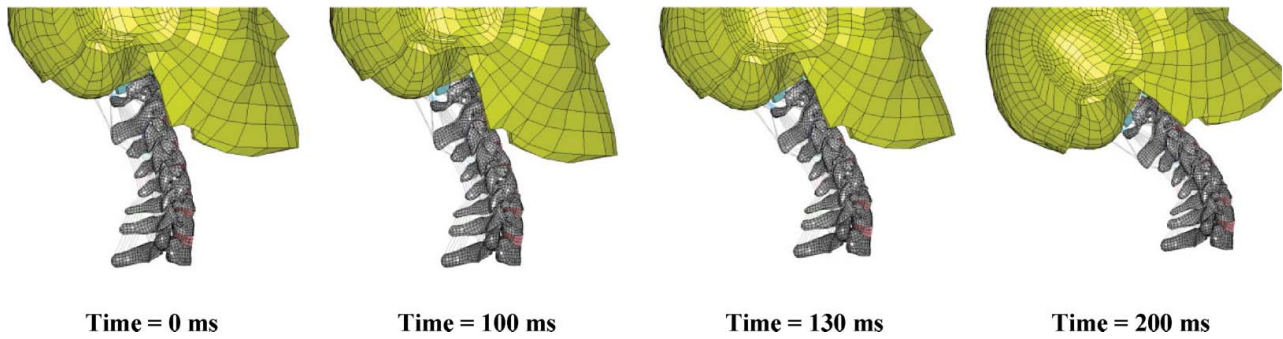 Time = 0 ms
Time = 100 ms
Time = 130 ms
Time = 200 ms